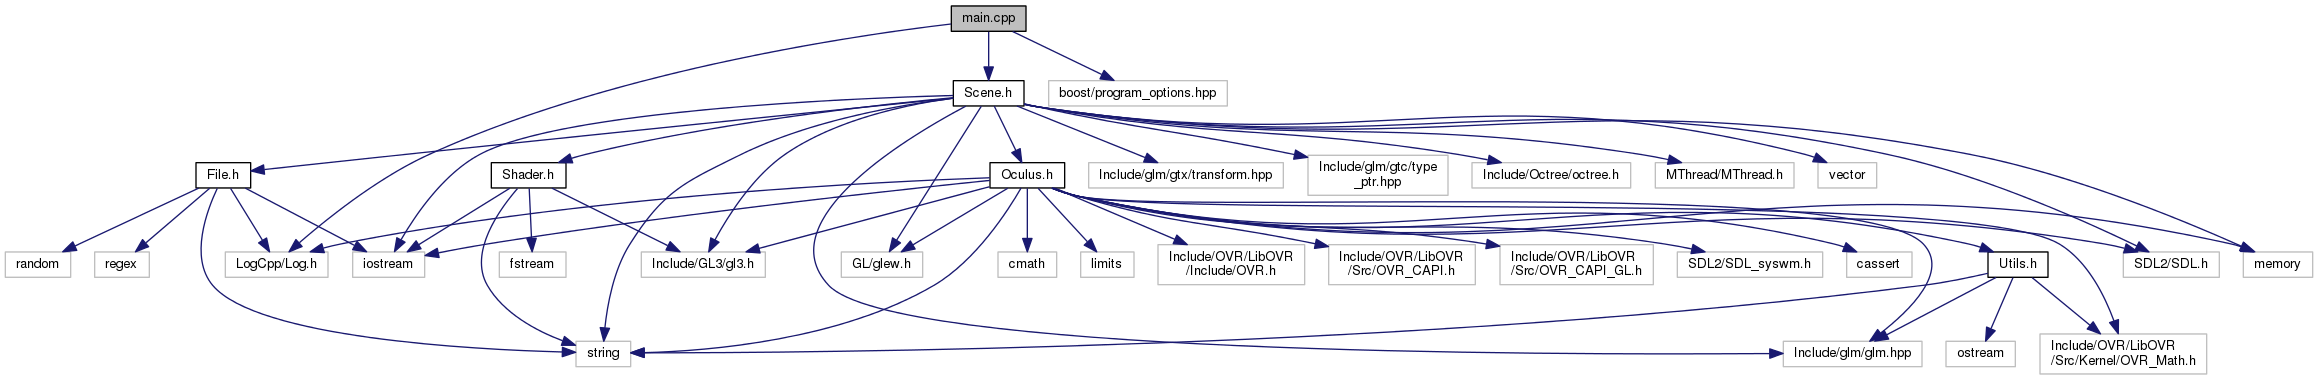 main.cpp
Scene.h
boost/program_options.hpp
File.h
Shader.h
Oculus.h
Include/glm/gtx/transform.hpp
Include/glm/gtc/type
_ptr.hpp
Include/Octree/octree.h
MThread/MThread.h
vector
random
regex
LogCpp/Log.h
iostream
fstream
Include/GL3/gl3.h
GL/glew.h
cmath
limits
Include/OVR/LibOVR
/Include/OVR.h
Include/OVR/LibOVR
/Src/OVR_CAPI.h
Include/OVR/LibOVR
/Src/OVR_CAPI_GL.h
SDL2/SDL_syswm.h
cassert
Utils.h
SDL2/SDL.h
memory
string
Include/glm/glm.hpp
ostream
Include/OVR/LibOVR
/Src/Kernel/OVR_Math.h